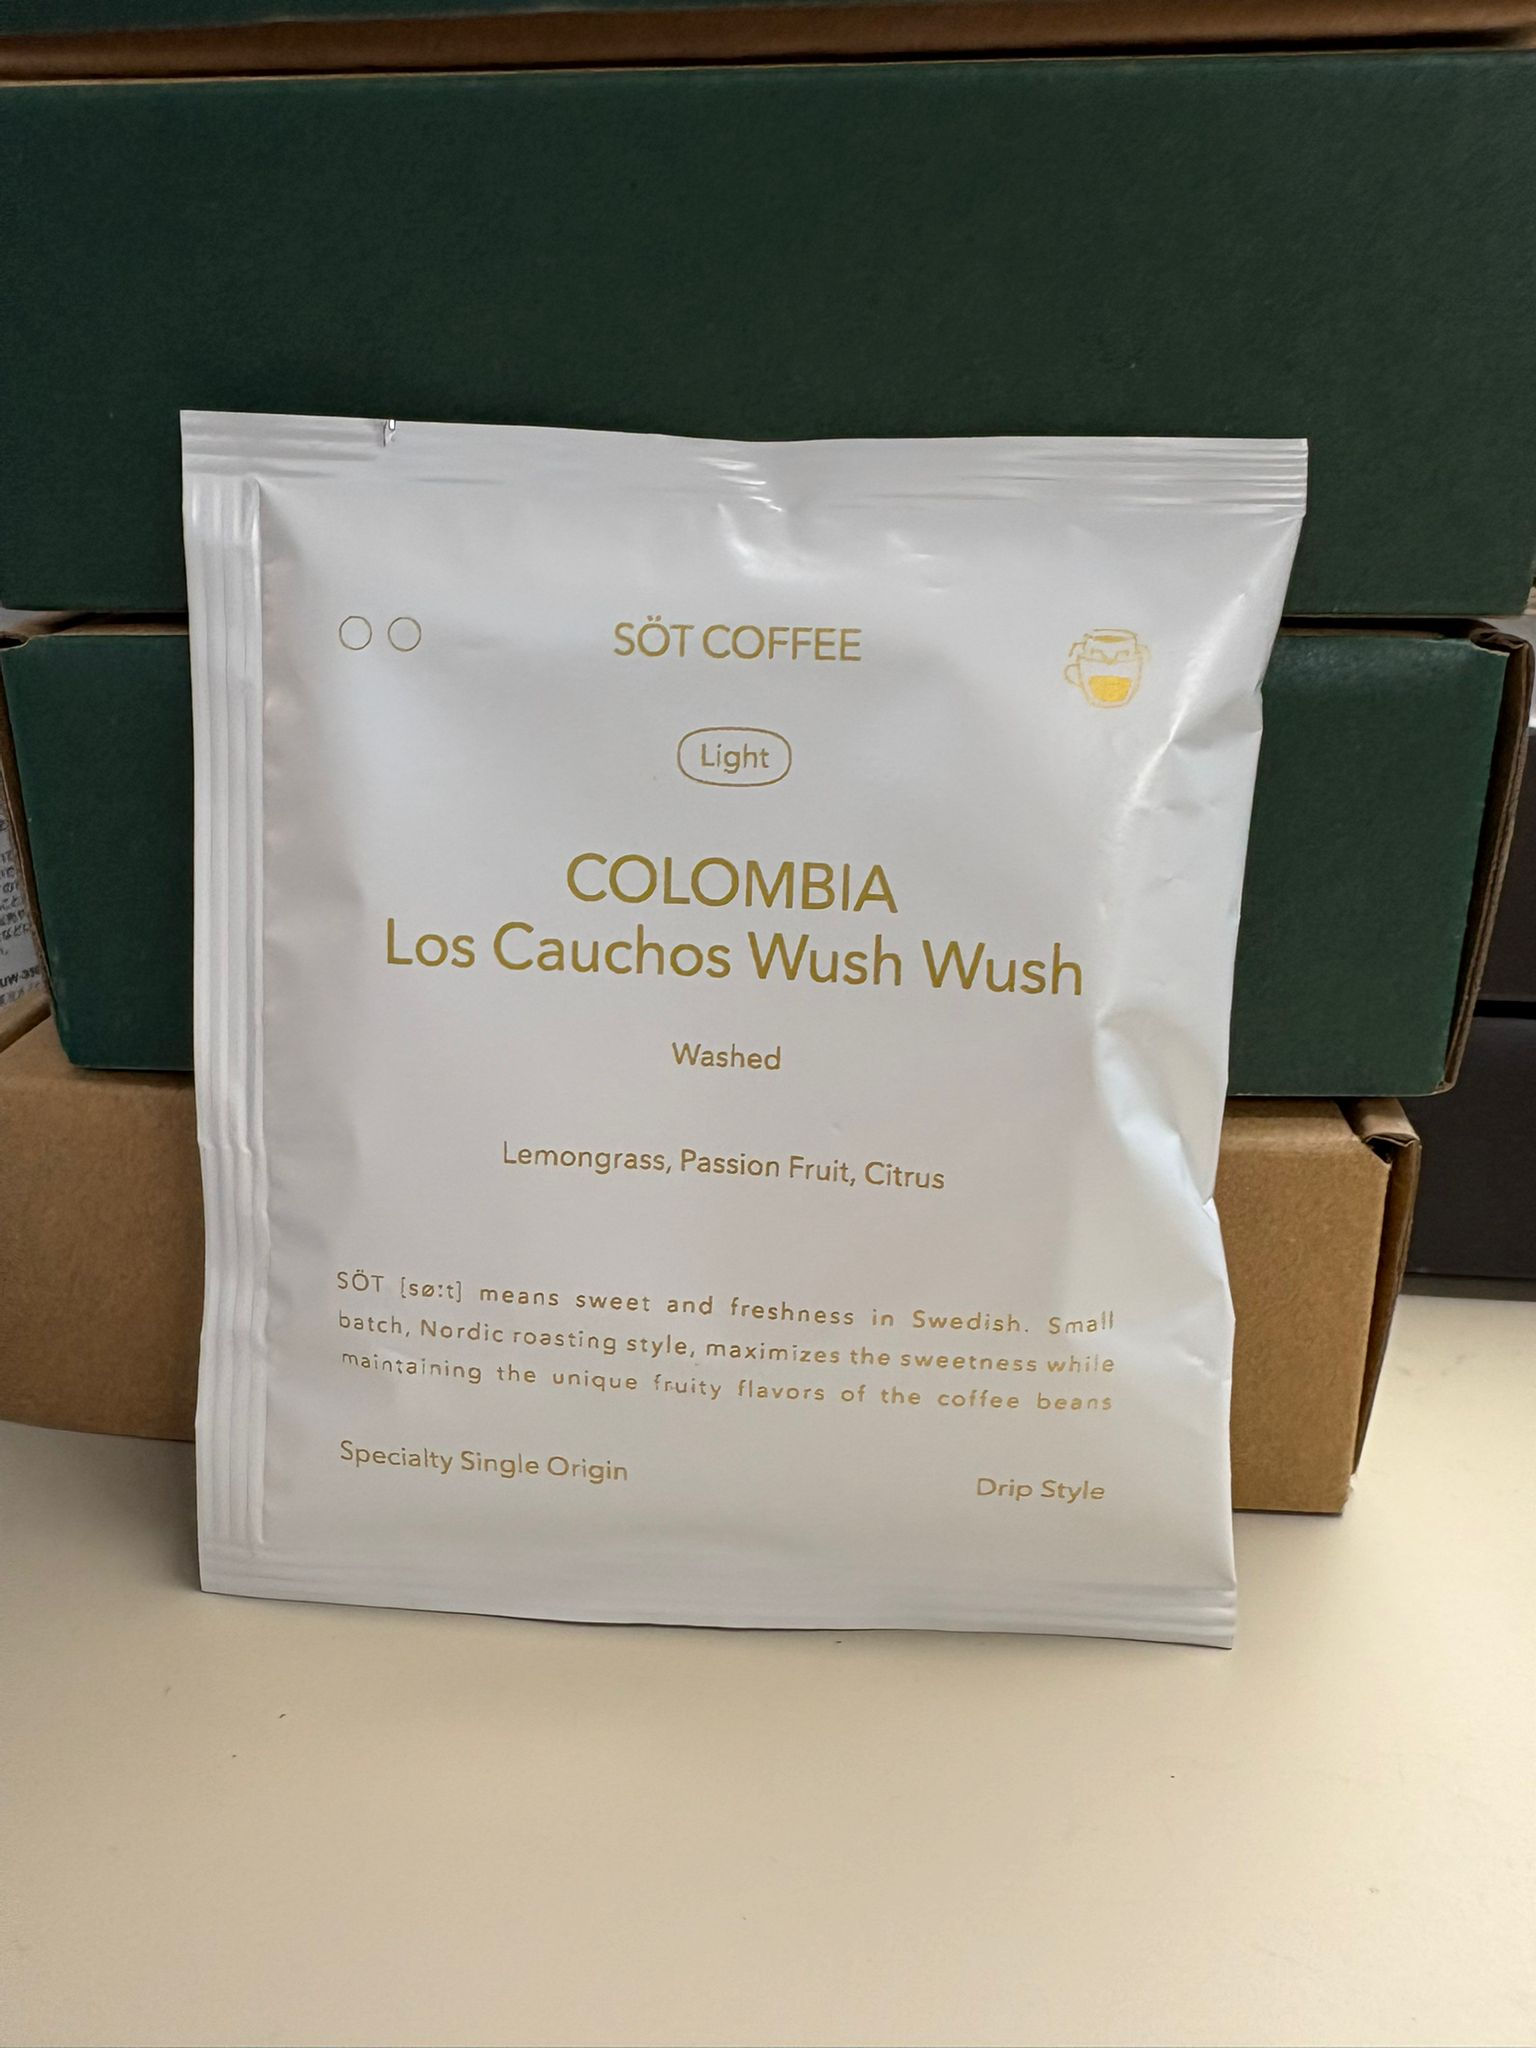 SÖT COFFEE
Light
COLOMBIA
Los Cauchos Wush Wush
Washed
Lemongrass, Passion Fruit, Citrus
SÖT [sø:t] means sweet and freshness in Swedish. Small
batch, Nordic roasting style, maximizes the sweetness while
maintaining the unique fruity flavors of the coffee beans
Specialty Single Origin
Drip Style